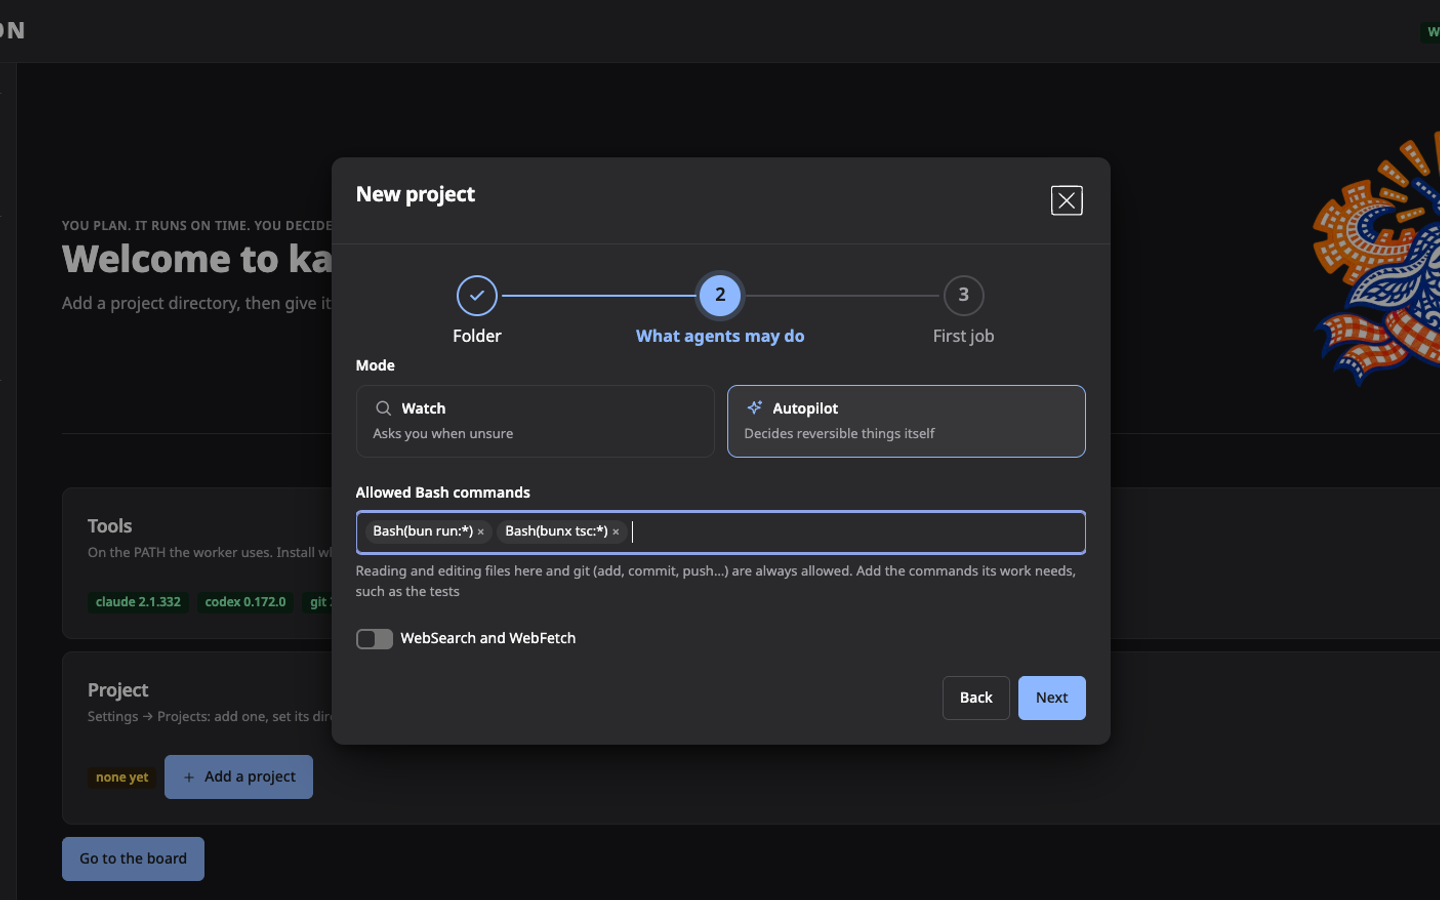 ON
W
YOU PLAN. IT RUNS ON TIME. YOU DECIDE
Welcome to ka
Add a project directory, then give it
New project
2
3
Folder
What agents may do
First job
Mode
Watch
Asks you when unsure
Autopilot
Decides reversible things itself
Allowed Bash commands
Bash(bun run:*) × Bash(bunx tsc:*) ×
Reading and editing files here and git (add, commit, push...) are always allowed. Add the commands its work needs,
such as the tests
WebSearch and WebFetch
Back
Next
Tools
On the PATH the worker uses. Install
claude 2.1.332 codex 0.172.0 git
Project
Settings → Projects: add one, set its
none yet
+ Add a project
Go to the board